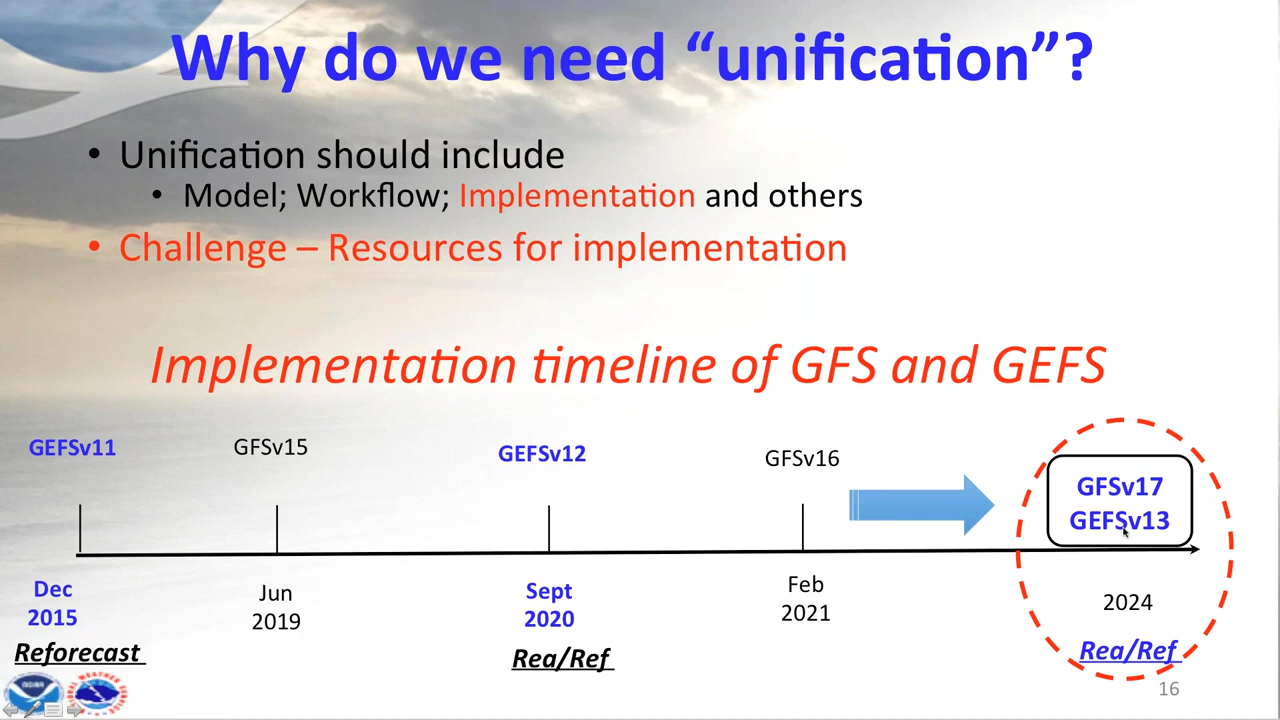 Why do we need “unification”?
• Unification should include
• Model; Workflow; Implementation and others
• Challenge – Resources for implementation
Implementation timeline of GFS and GEFS
GEFSv11
GFSv15
GEFSv12
GFSv16
GFSv17
GEFSv13
Dec
2015
Jun
2019
Sept
2020
Feb
2021
2024
Reforecast
Rea/Ref
Rea/Ref
16